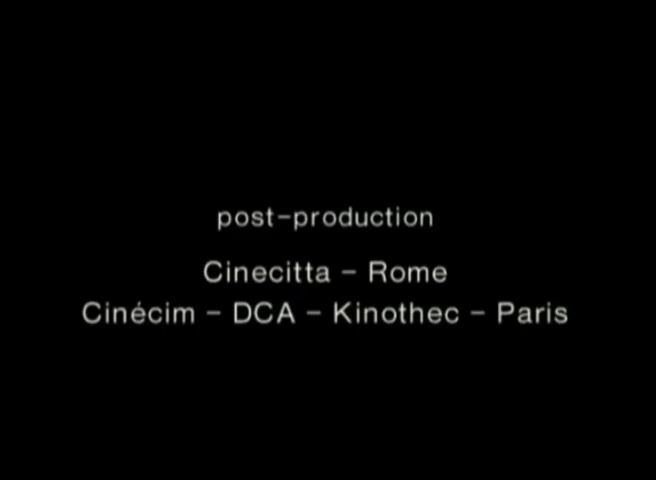 post-production
Cinecitta - Rome
Cinécim - DCA - Kinothec - Paris